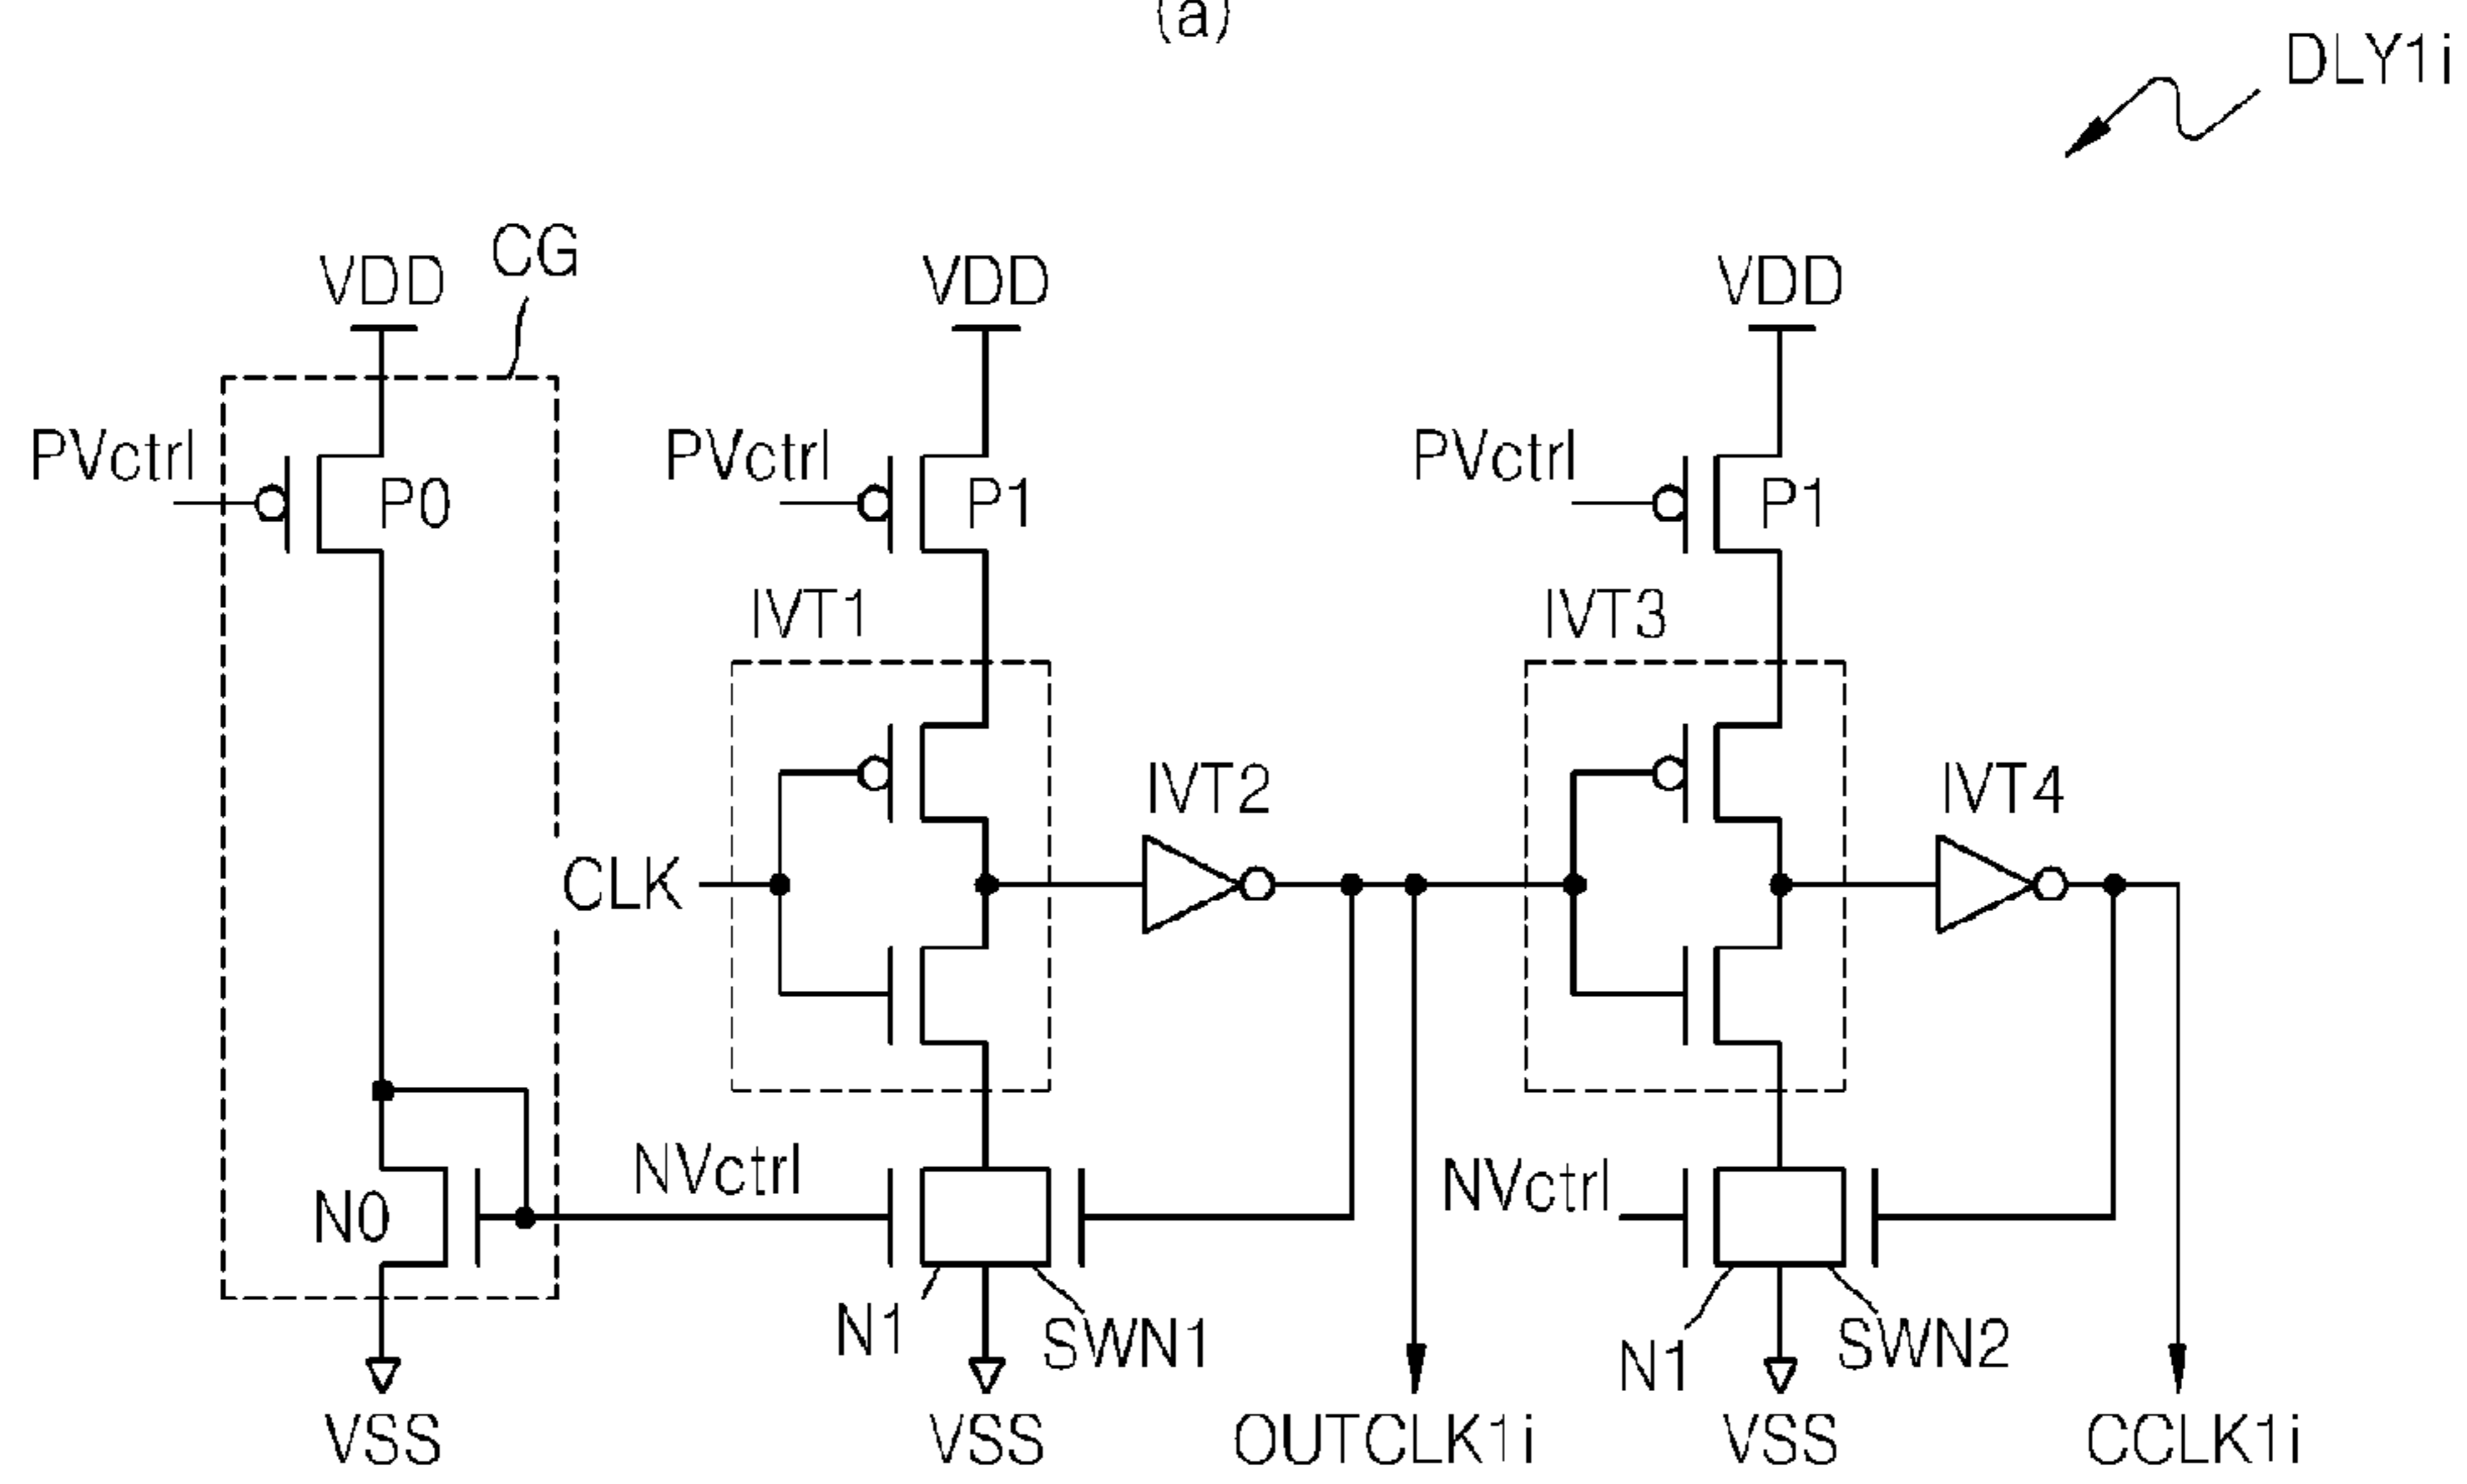 (a)
DLY1i
CG
VDD
VDD
VDD
PVctrl
P0
PVctrl
P1
PVctrl
P1
IVT1
IVT3
IVT2
IVT4
CLK
NVctrl
NVctrl
N0
N1
SWN1
N1
SWN2
VSS
VSS
OUTCLK1i
VSS
CCLK1i